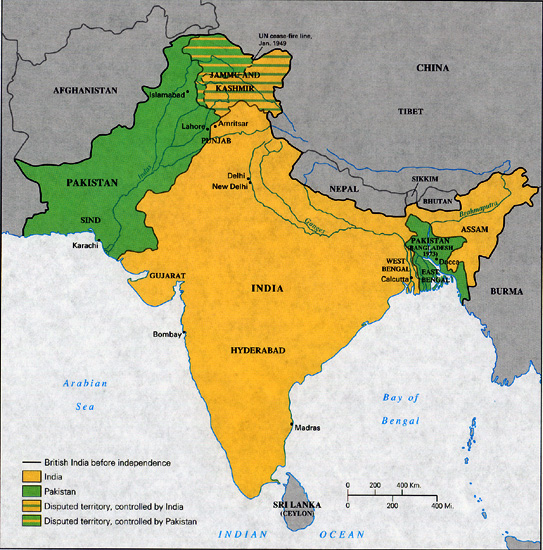 UN cease-fire line,
Jan. 1949
CHINA
JAMMU AND
KASHMIR
AFGHANISTAN
Islamabad
TIBET
Lahore
Amritsar
PUNJAB
Indus
PAKISTAN
Delhi
New Delhi
SIKKIM
NEPAL
BHUTAN
Brahmaputra
SIND
Ganges
ASSAM
Karachi
PAKISTAN
(BANGLADESH,
1973)
WEST
BENGAL
Dacca
EAST
BENGAL
GUJARAT
Calcutta
INDIA
BURMA
Bombay
HYDERABAD
Arabian
Sea
Bay of
Bengal
Madras
British India before independence
India
Pakistan
Disputed territory, controlled by India
Disputed territory, controlled by Pakistan
0 200 400 Km.
0 200 400 Mi.
SRI LANKA
(CEYLON)
INDIAN OCEAN